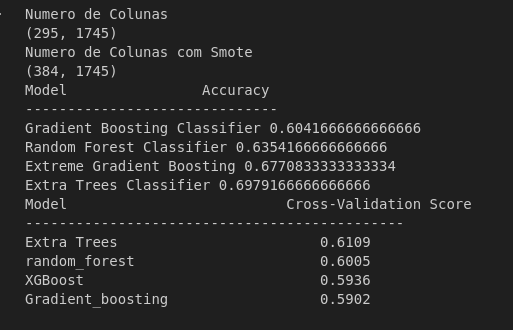 Numero de Colunas
(295, 1745)
Numero de Colunas com Smote
(384, 1745)
Model Accuracy
------------------------------
Gradient Boosting Classifier 0.6041666666666666
Random Forest Classifier 0.6354166666666666
Extreme Gradient Boosting 0.6770833333333334
Extra Trees Classifier 0.6979166666666666
Model Cross-Validation Score
---------------------------------------------
Extra Trees 0.6109
random_forest 0.6005
XGBoost 0.5936
Gradient_boosting 0.5902